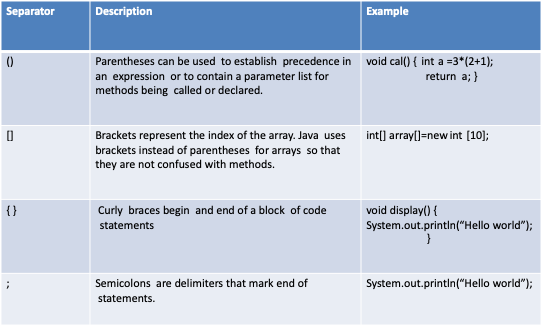 Separator Description Example
() Parentheses can be used to establish precedence in void cal() { int a =3*(2+1);
an expression or to contain a parameter list for return a; }
methods being called or declared.
[] Brackets represent the index of the array. Java uses int[] array[]=new int [10];
brackets instead of parentheses for arrays so that
they are not confused with methods.
{ } Curly braces begin and end of a block of code void display() {
statements System.out.println(“Hello world”);
}
; Semicolons are delimiters that mark end of System.out.println(“Hello world”);
statements.